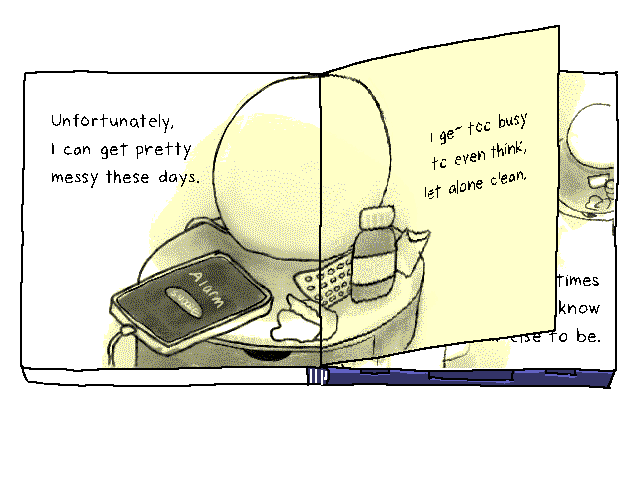 Unfortunately,
I can get pretty
messy these days.
Alarm
I get too busy
to even think,
let alone clean.
times
know
else to be.